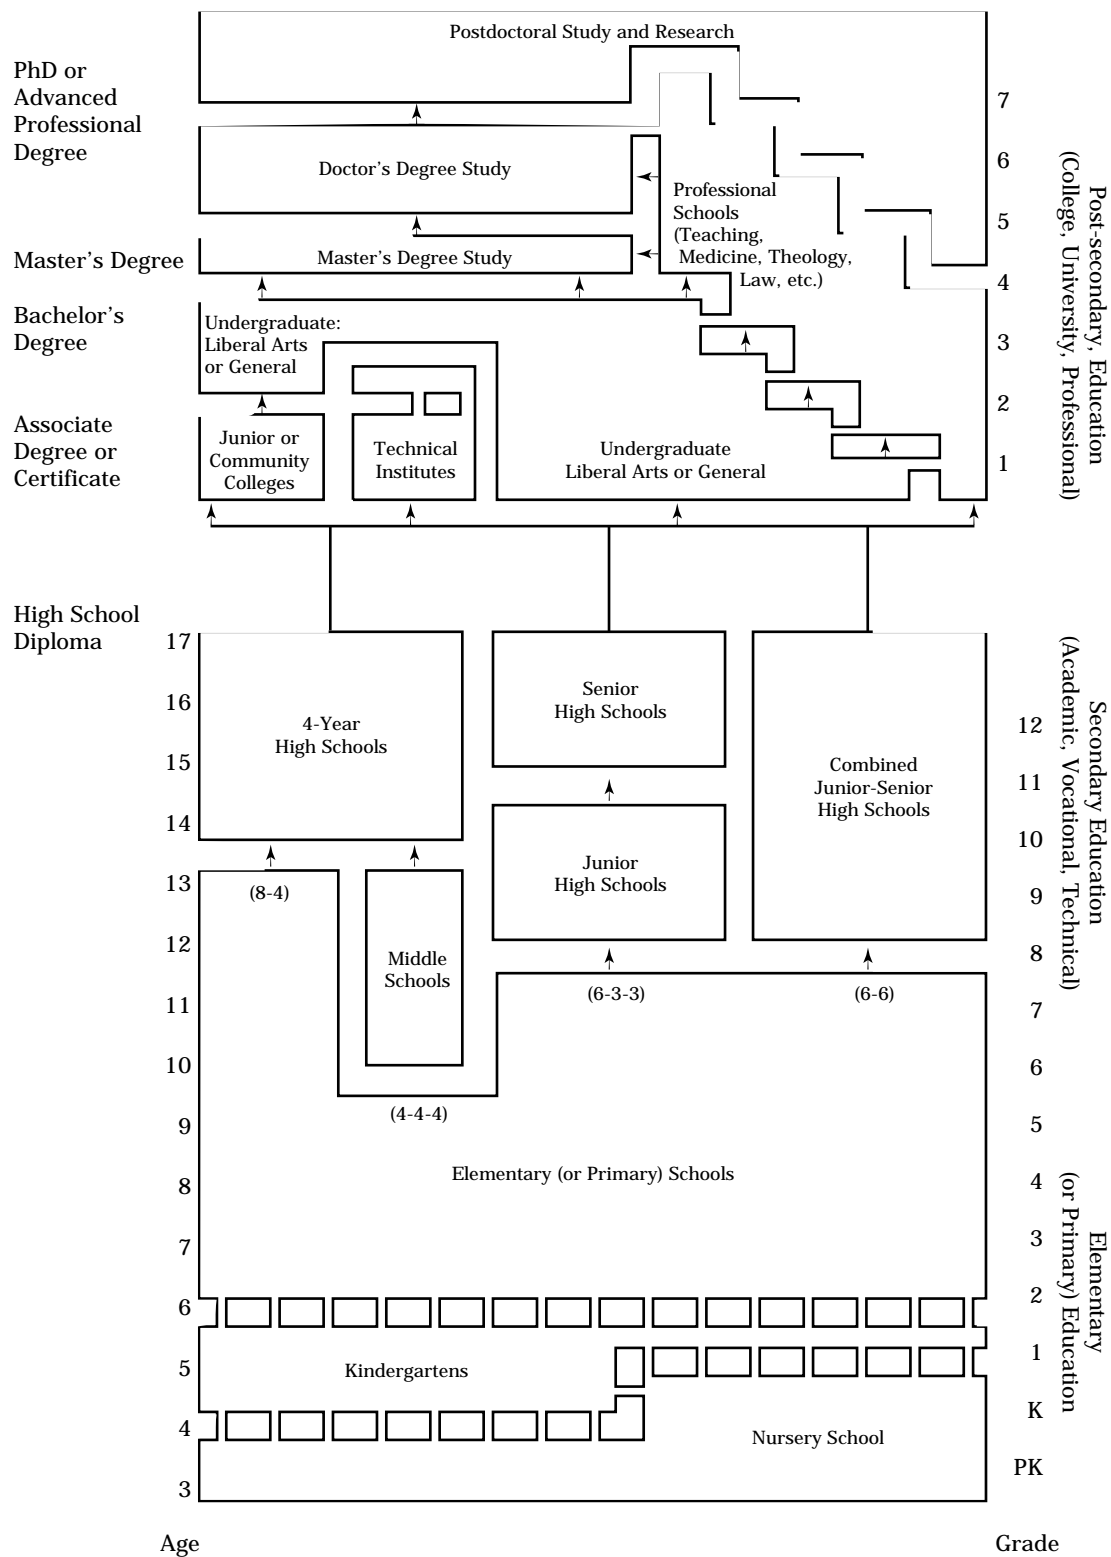 Postdoctoral Study and Research
PhD or
Advanced
Professional
Degree
7
Doctor's Degree Study
6
Professional
Schools
(Teaching,
Medicine, Theology,
Law, etc.)
5
Master's Degree
Master's Degree Study
4
Bachelor's
Degree
Undergraduate:
Liberal Arts
or General
3
2
Associate
Degree or
Certificate
Junior or
Community
Colleges
Technical
Institutes
Undergraduate
Liberal Arts or General
1
Post-secondary, Education
(College, University, Professional)
High School
Diploma
17
16
15
14
13
12
11
10
9
8
7
6
5
4
3
Age
4-Year
High Schools
Senior
High Schools
Combined
Junior-Senior
High Schools
Junior
High Schools
(8-4)
Middle
Schools
(6-3-3)
(6-6)
(4-4-4)
Elementary (or Primary) Schools
Kindergartens
Nursery School
12
11
10
9
8
7
6
5
4
3
2
1
K
PK
Grade
Secondary Education
(Academic, Vocational, Technical)
Elementary
(or Primary) Education